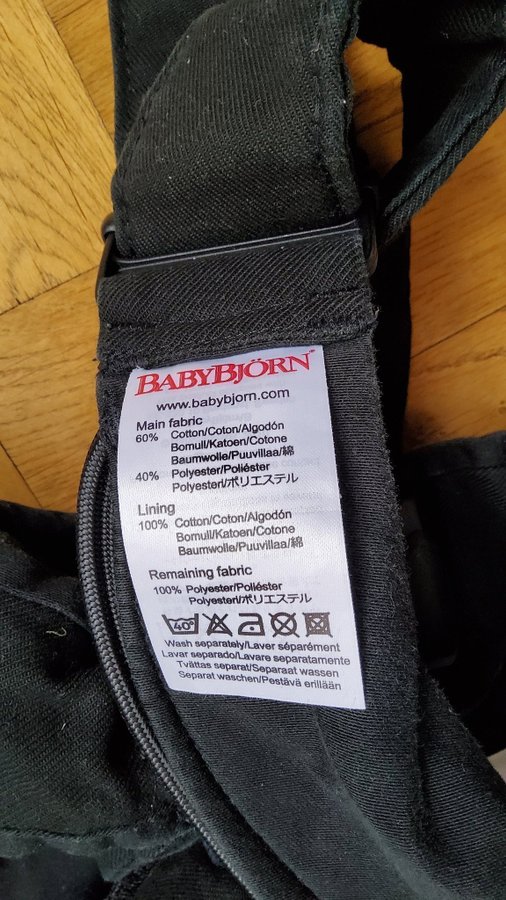 BABYBJÖRN
www.babybjorn.com
Main fabric
60% Cotton/Coton/Algodón
Bomull/Katoen/Cotone
Baumwolle/Puuvillaa/綿
40% Polyester/Poliéster
Polyesteri/ポリエステル
Lining
100% Cotton/Coton/Algodón
Bomull/Katoen/Cotone
Baumwolle/Puuvillaa/綿
Remaining fabric
100% Polyester/Poliéster
Polyesteri/ポリエステル
40°
Wash separately/Laver séparément
Lavar separado/Lavare separatamente
Tvättas separat/Separaat wassen
Separat waschen/Pestävä erillään